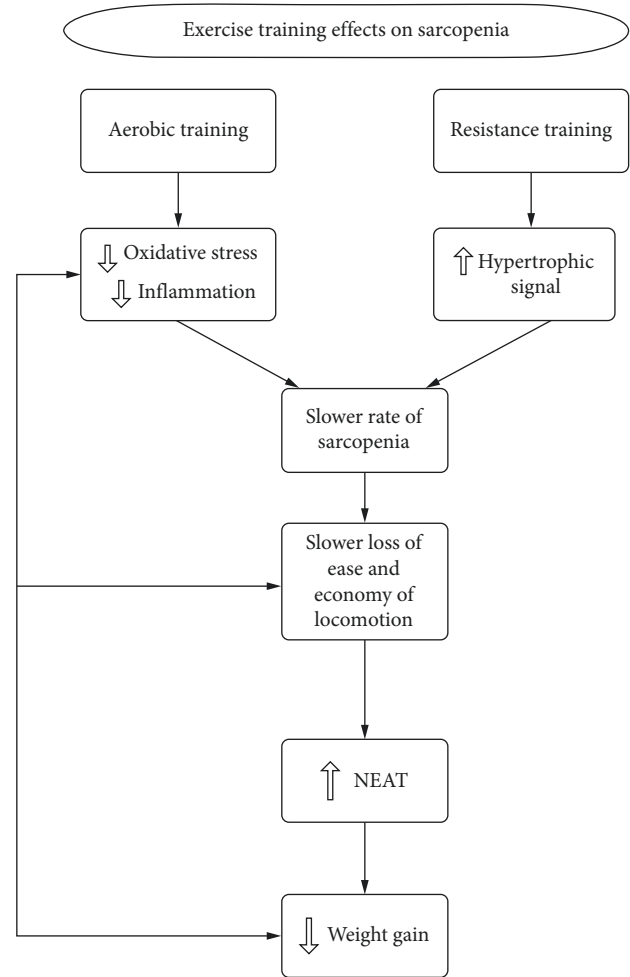 Exercise training effects on sarcopenia
Aerobic training
Resistance training
Oxidative stress
Inflammation
Hypertrophic
signal
Slower rate of
sarcopenia
Slower loss of
ease and
economy of
locomotion
NEAT
Weight gain